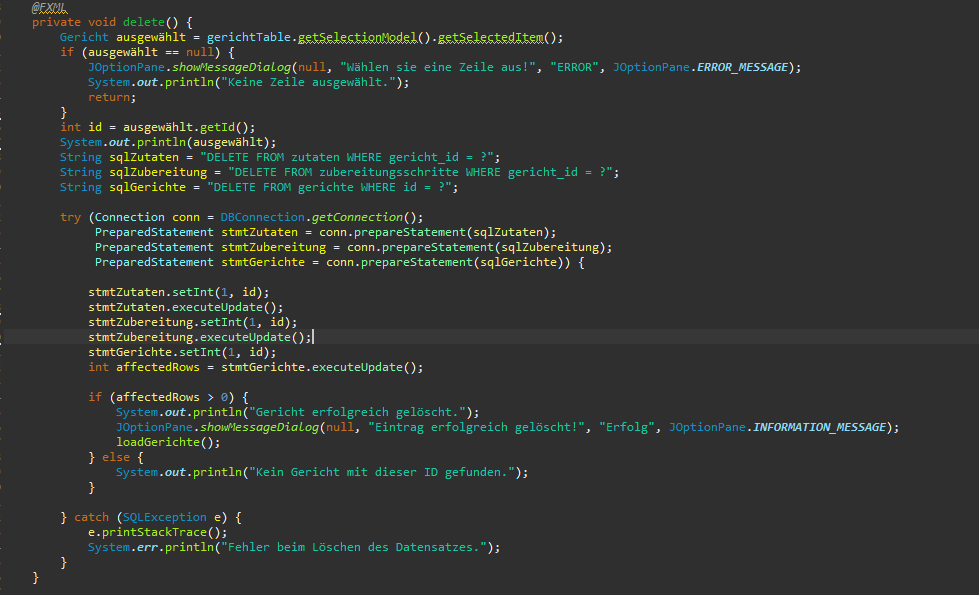 @FXML
private void delete() {
    Gericht ausgewählt = gerichtTable.getSelectionModel().getSelectedItem();
    if (ausgewählt == null) {
        JOptionPane.showMessageDialog(null, "Wählen sie eine Zeile aus!", "ERROR", JOptionPane.ERROR_MESSAGE);
        System.out.println("Keine Zeile ausgewählt.");
        return;
    }
    int id = ausgewählt.getId();
    System.out.println(ausgewählt);
    String sqlZutaten = "DELETE FROM zutaten WHERE gericht_id = ?";
    String sqlZubereitung = "DELETE FROM zubereitungsschritte WHERE gericht_id = ?";
    String sqlGerichte = "DELETE FROM gerichte WHERE id = ?";

    try (Connection conn = DBConnection.getConnection();
         PreparedStatement stmtZutaten = conn.prepareStatement(sqlZutaten);
         PreparedStatement stmtZubereitung = conn.prepareStatement(sqlZubereitung);
         PreparedStatement stmtGerichte = conn.prepareStatement(sqlGerichte)) {

        stmtZutaten.setInt(1, id);
        stmtZutaten.executeUpdate();
        stmtZubereitung.setInt(1, id);
        stmtZubereitung.executeUpdate();
        stmtGerichte.setInt(1, id);
        int affectedRows = stmtGerichte.executeUpdate();

        if (affectedRows > 0) {
            System.out.println("Gericht erfolgreich gelöscht.");
            JOptionPane.showMessageDialog(null, "Eintrag erfolgreich gelöscht!", "Erfolg", JOptionPane.INFORMATION_MESSAGE);
            loadGerichte();
        } else {
            System.out.println("Kein Gericht mit dieser ID gefunden.");
        }

    } catch (SQLException e) {
        e.printStackTrace();
        System.err.println("Fehler beim Löschen des Datensatzes.");
    }
}